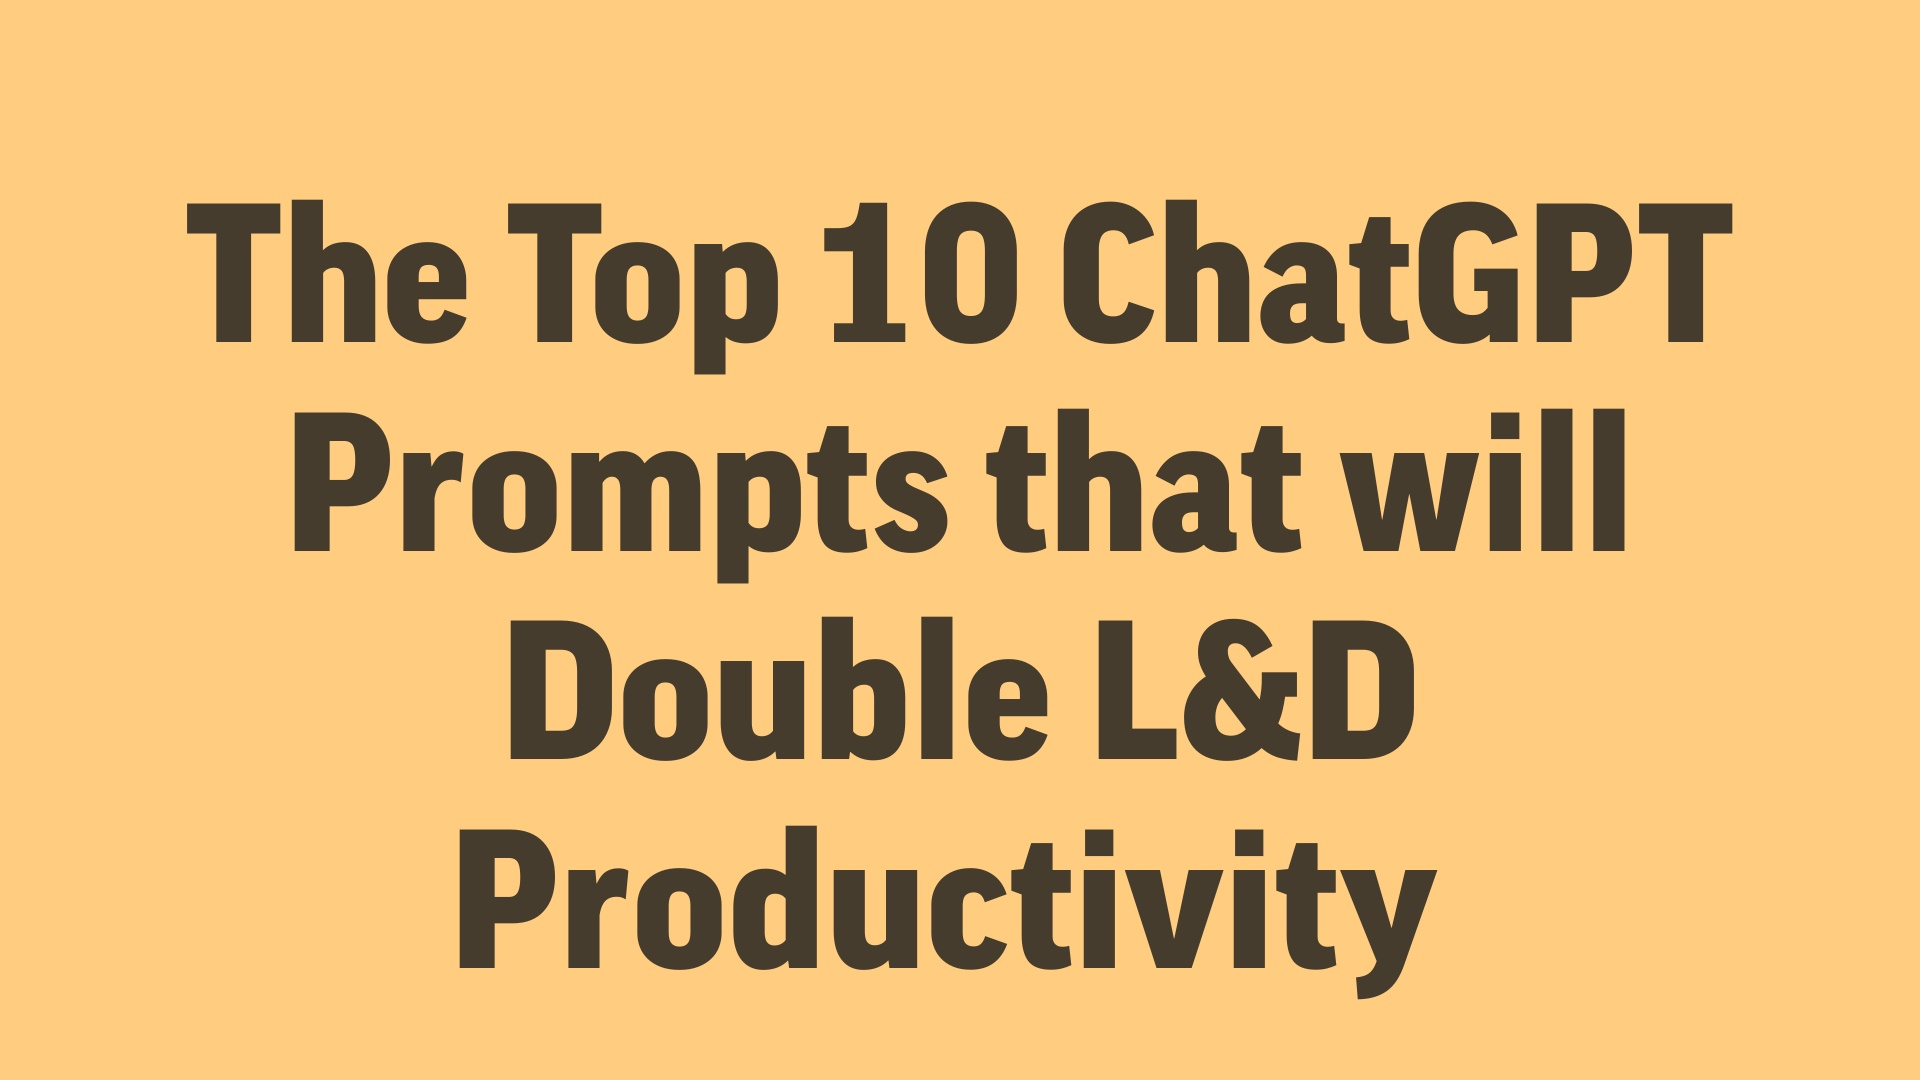 The Top 10 ChatGPT
Prompts that will
Double L&D
Productivity